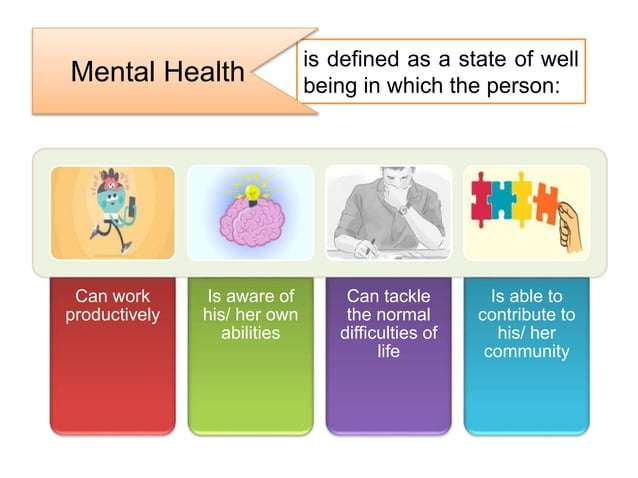 Mental Health
is defined as a state of well
being in which the person:
Can work
productively
Is aware of
his/ her own
abilities
Can tackle
the normal
difficulties of
life
Is able to
contribute to
his/ her
community